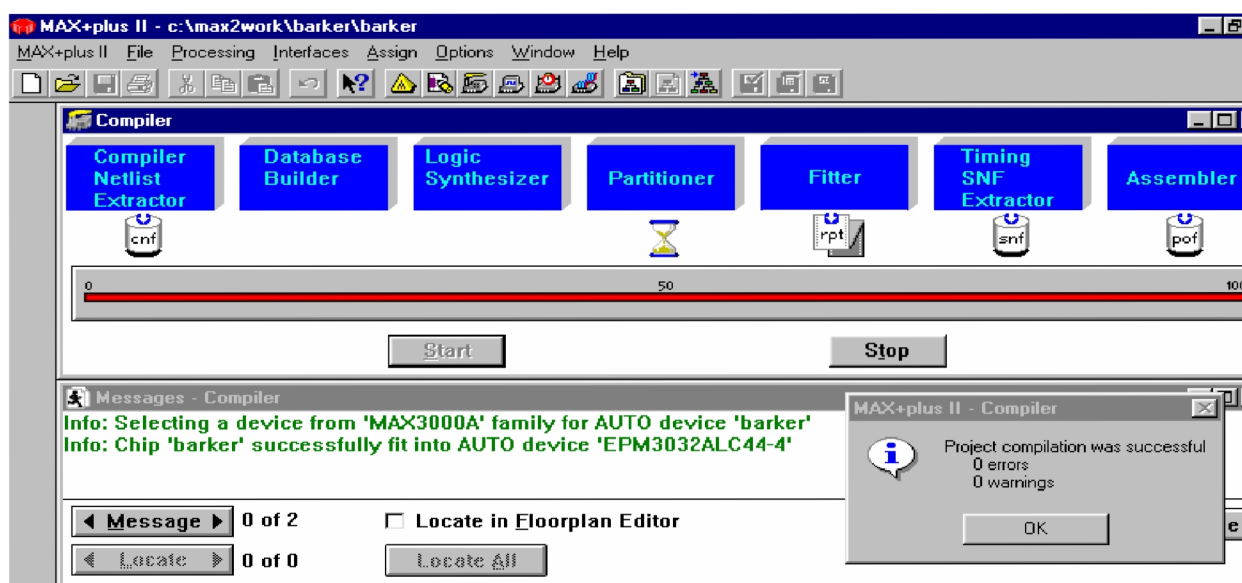 MAX+plus II - c:\max2work\barker\barker
MAX+plus II File Processing Interfaces Assign Options Window Help
Compiler
Compiler Netlist Extractor
Database Builder
Logic Synthesizer
Partitioner
Fitter
Timing SNF Extractor
Assembler
cnf
rpt
snf
pof
0 50 100
Start Stop
Messages - Compiler
Info: Selecting a device from 'MAX3000A' family for AUTO device 'barker'
Info: Chip 'barker' successfully fit into AUTO device 'EPM3032ALC44-4'
MAX+plus II - Compiler
Project compilation was successful
0 errors
0 warnings
OK
Message 0 of 2 Locate in Floorplan Editor
Locate 0 of 0 Locate All